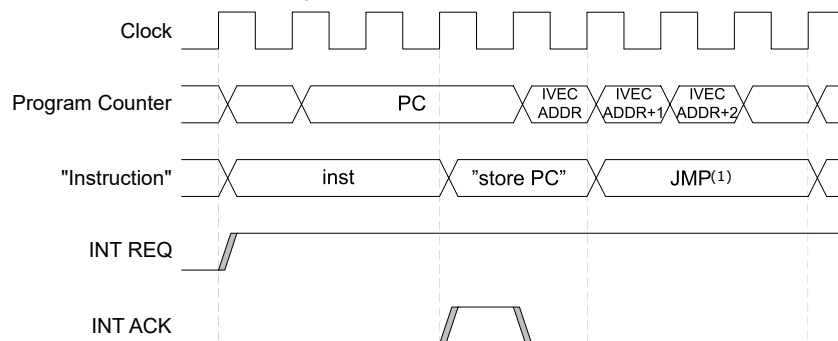 Clock
Program Counter
PC
IVEC
ADDR
IVEC
ADDR+1
IVEC
ADDR+2
"Instruction"
inst
”store PC”
JMP(1)
INT REQ
INT ACK